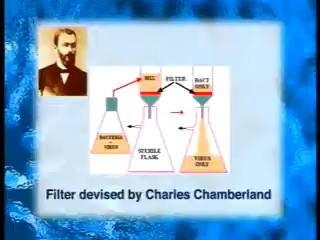 MIX
FILTER
BACT
ONLY
BACTERIA
+
VIRUS
STERILE
FLASK
VIRUS
ONLY
Filter devised by Charles Chamberland